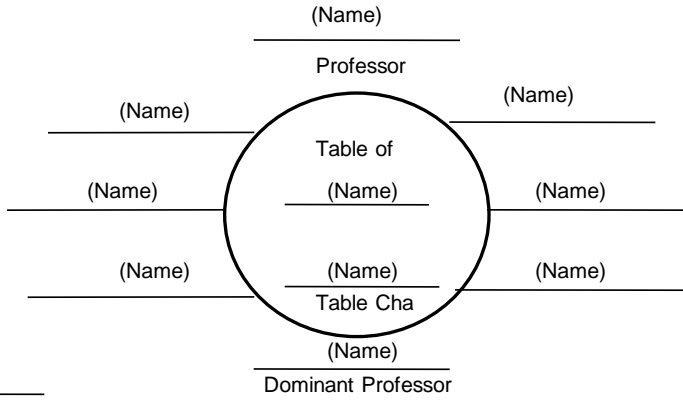 (Name)
Professor
(Name)
(Name)
Table of
(Name)
(Name)
(Name)
(Name)
(Name)
(Name)
Table Cha
(Name)
Dominant Professor